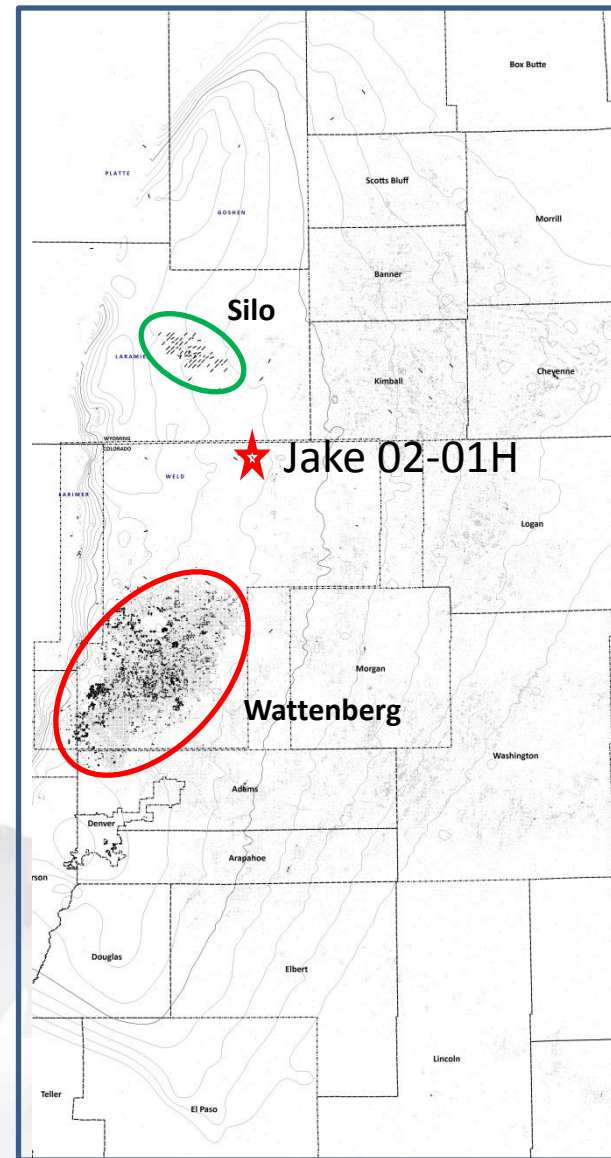 Box Butte
PLATTE
Scotts Bluff
GOSHEN
Morrill
Banner
Silo
LARAMIE
Kimball
Cheyenne
WYOMING
COLORADO
Jake 02-01H
WELD
LARIMER
Logan
Morgan
Wattenberg
Washington
Adams
Denver
Arapahoe
rson
Douglas
Elbert
Lincoln
Teller
El Paso